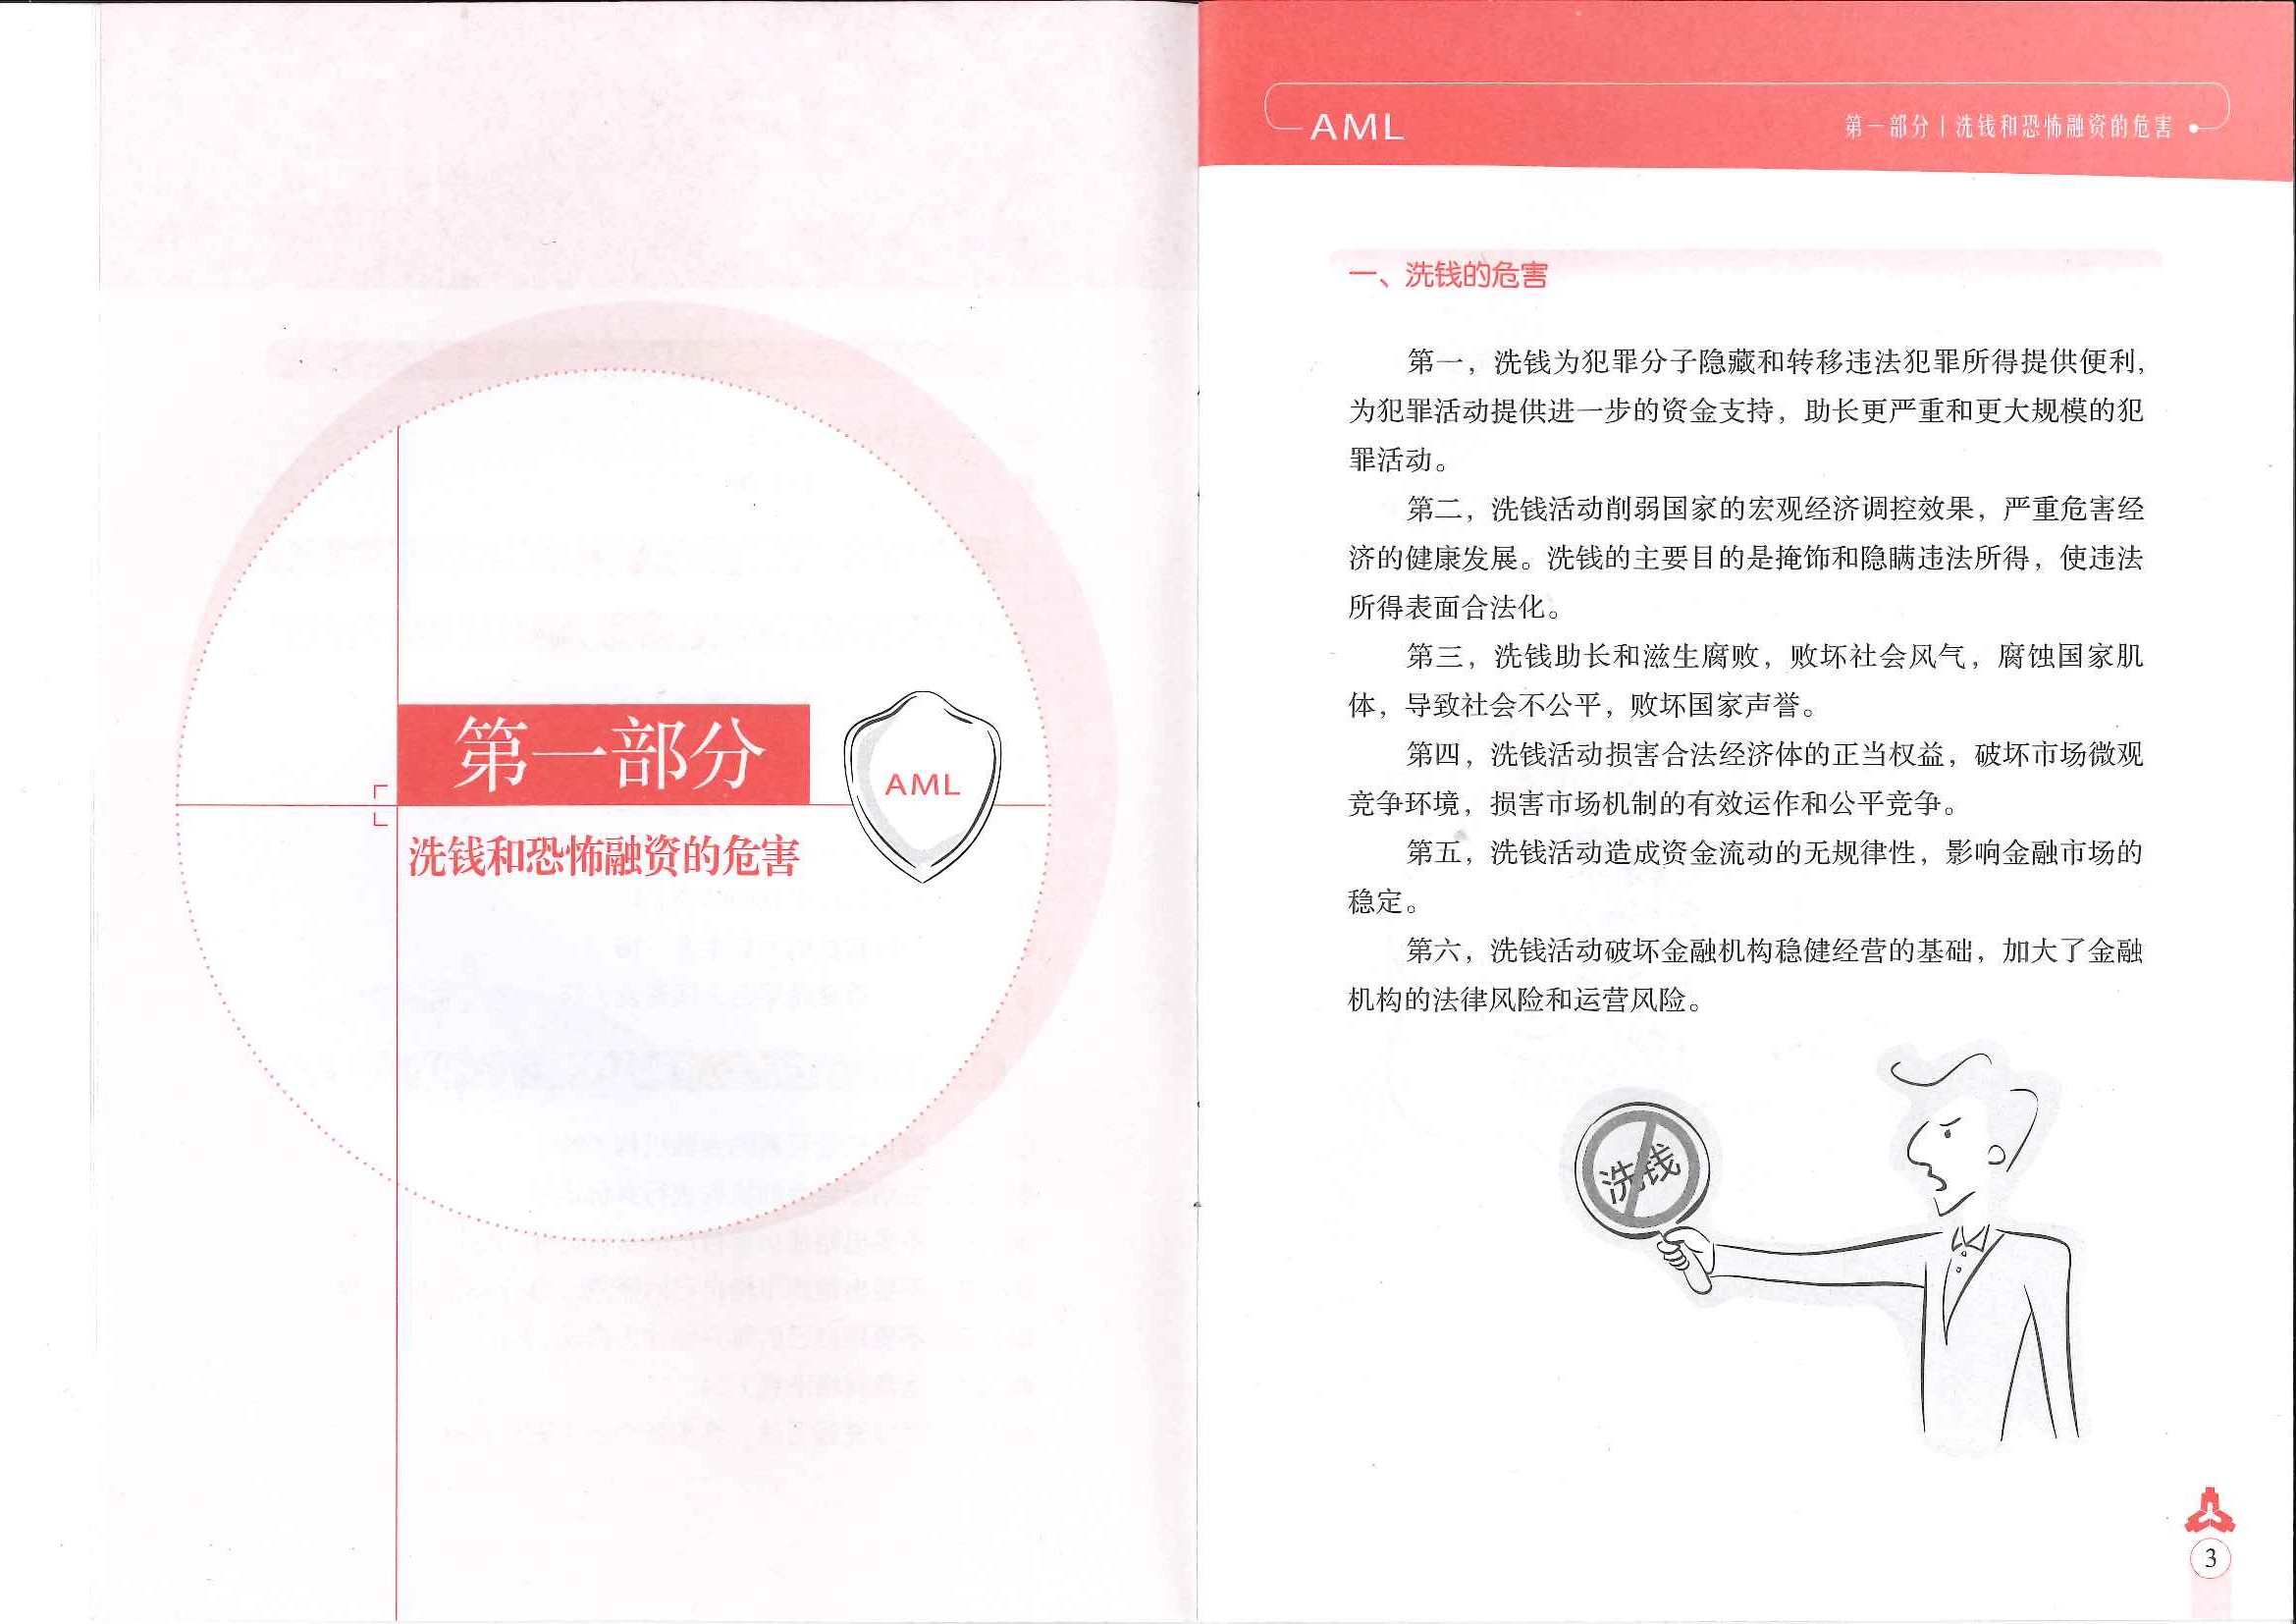 第一部分
AML
洗钱和恐怖融资的危害
AML
第一部分 | 洗钱和恐怖融资的危害
一、洗钱的危害
第一，洗钱为犯罪分子隐藏和转移违法犯罪所得提供便利，
为犯罪活动提供进一步的资金支持，助长更严重和更大规模的犯
罪活动。
第二，洗钱活动削弱国家的宏观经济调控效果，严重危害经
济的健康发展。洗钱的主要目的是掩饰和隐瞒违法所得，使违法
所得表面合法化。
第三，洗钱助长和滋生腐败，败坏社会风气，腐蚀国家肌
体，导致社会不公平，败坏国家声誉。
第四，洗钱活动损害合法经济体的正当权益，破坏市场微观
竞争环境，损害市场机制的有效运作和公平竞争。
第五，洗钱活动造成资金流动的无规律性，影响金融市场的
稳定。
第六，洗钱活动破坏金融机构稳健经营的基础，加大了金融
机构的法律风险和运营风险。
洗钱
3